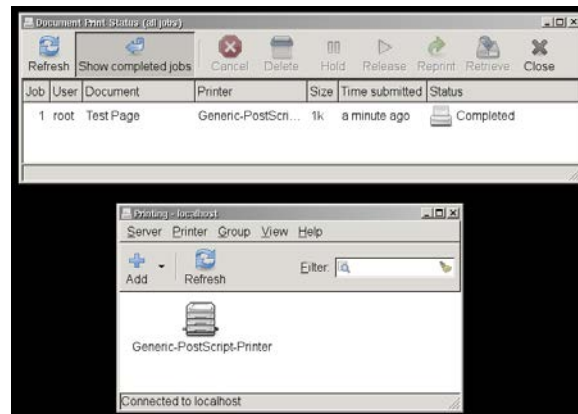 Document Print Status (all jobs)
Refresh Show completed jobs Cancel Delete Hold Release Reprint Retrieve Close
Job User Document Printer Size Time submitted Status
1 root Test Page Generic-PostScri... 1k a minute ago Completed
Printing - localhost
Server Printer Group View Help
Add Refresh Filter:
Generic-PostScript-Printer
Connected to localhost